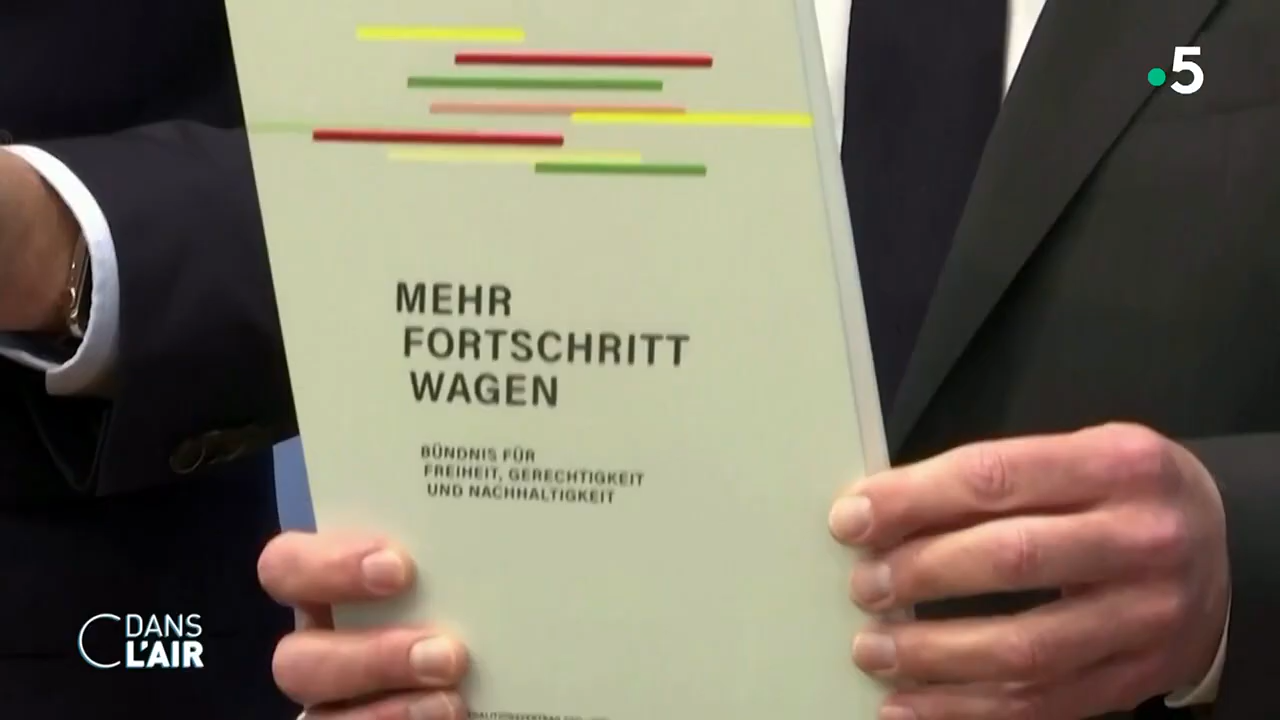 5
MEHR
FORTSCHRITT
WAGEN
BÜNDNIS FÜR
FREIHEIT, GERECHTIGKEIT
UND NACHHALTIGKEIT
C DANS
L'AIR